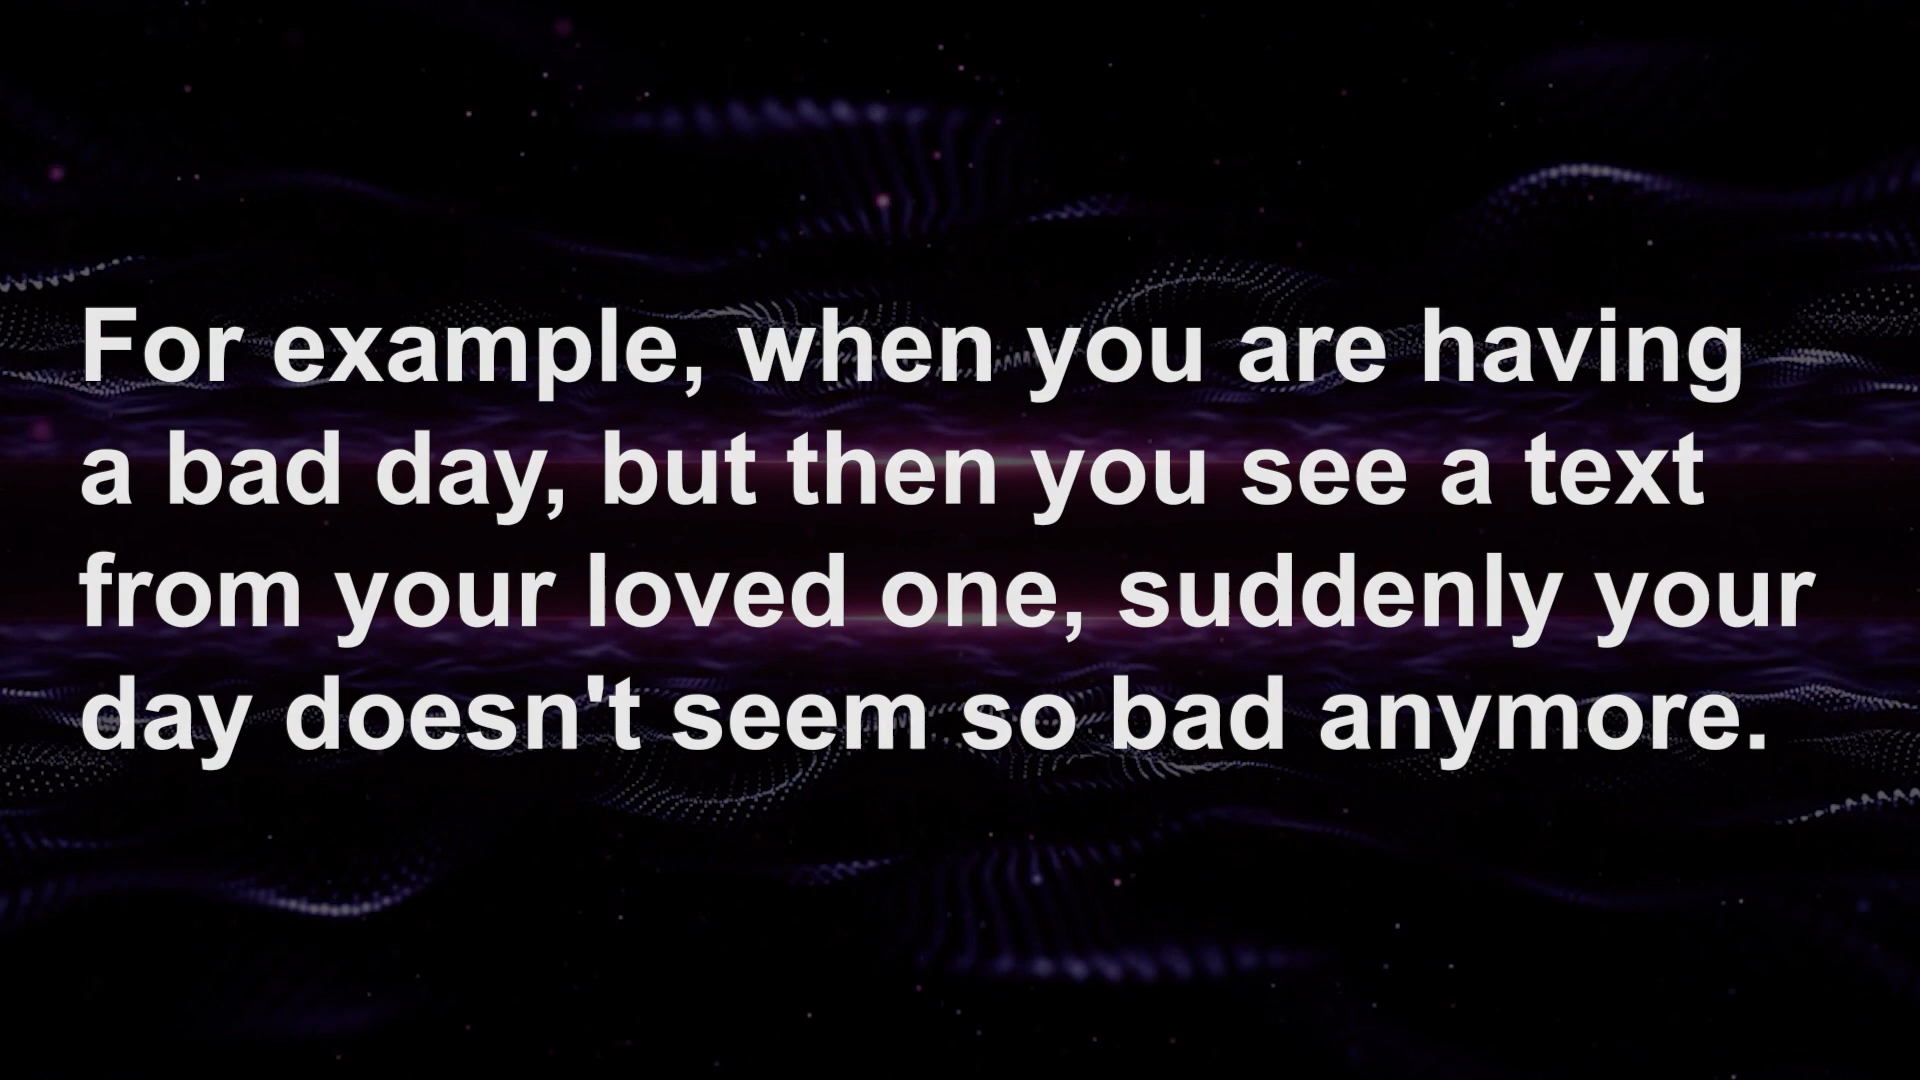 For example, when you are having
a bad day, but then you see a text
from your loved one, suddenly your
day doesn't seem so bad anymore.